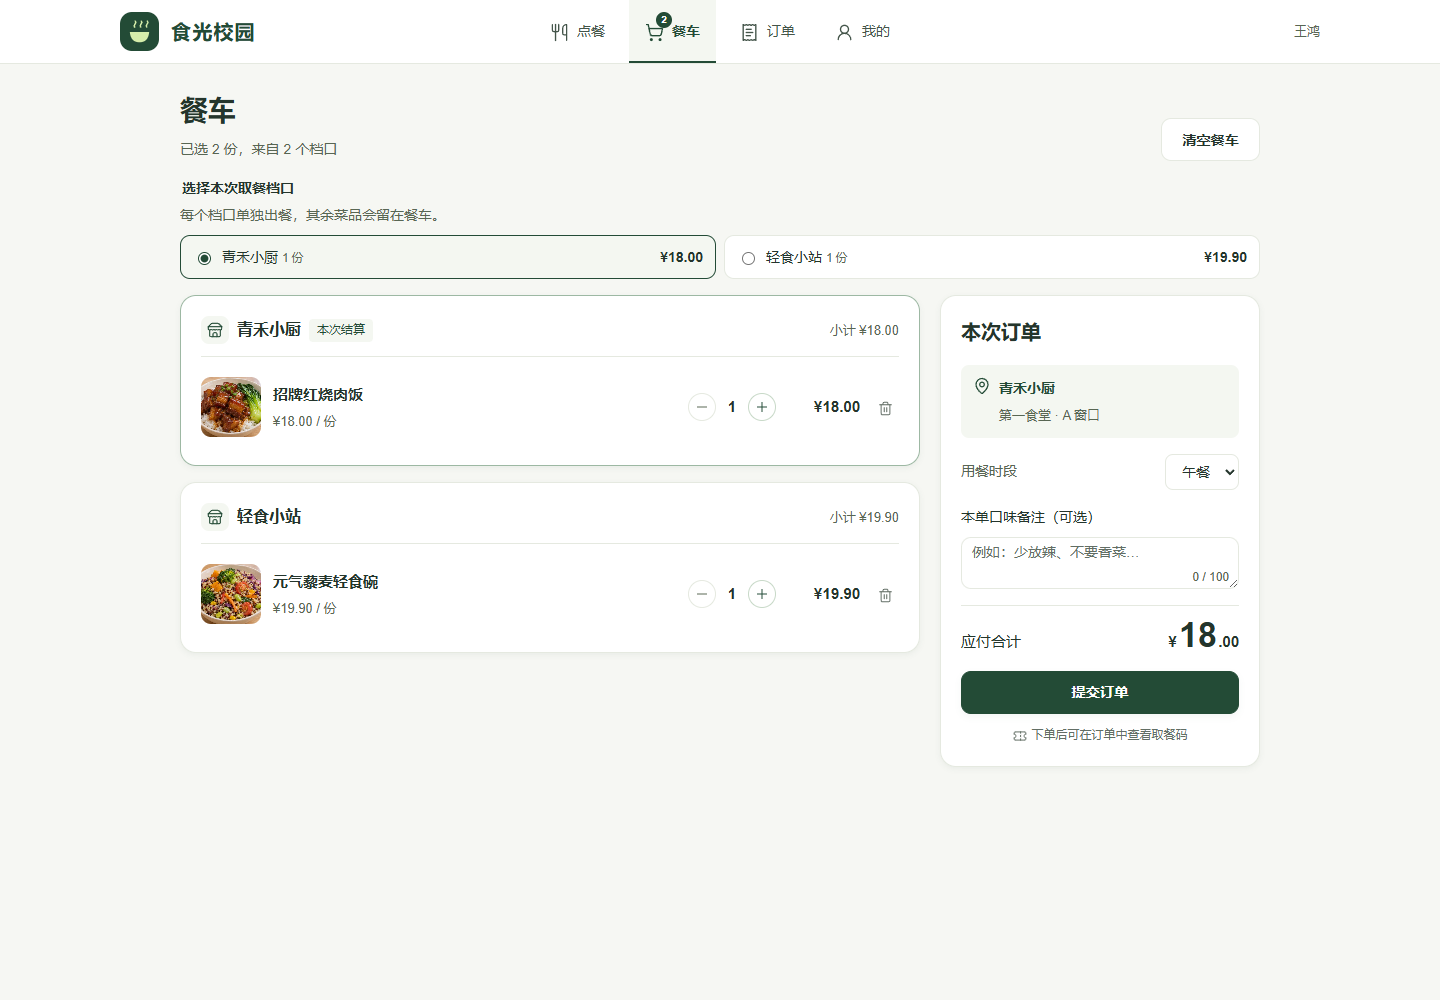 食光校园
点餐
2
餐车
订单
我的
王鸿
餐车
已选 2 份，来自 2 个档口
清空餐车
选择本次取餐档口
每个档口单独出餐，其余菜品会留在餐车。
青禾小厨 1 份 ¥18.00
轻食小站 1 份 ¥19.90
青禾小厨 本次结算 小计 ¥18.00
招牌红烧肉饭
¥18.00 / 份
1 ¥18.00
轻食小站 小计 ¥19.90
元气藜麦轻食碗
¥19.90 / 份
1 ¥19.90
本次订单
青禾小厨
第一食堂 · A 窗口
用餐时段 午餐
本单口味备注（可选）
例如：少放辣、不要香菜…
0 / 100
应付合计 ¥18.00
提交订单
下单后可在订单中查看取餐码